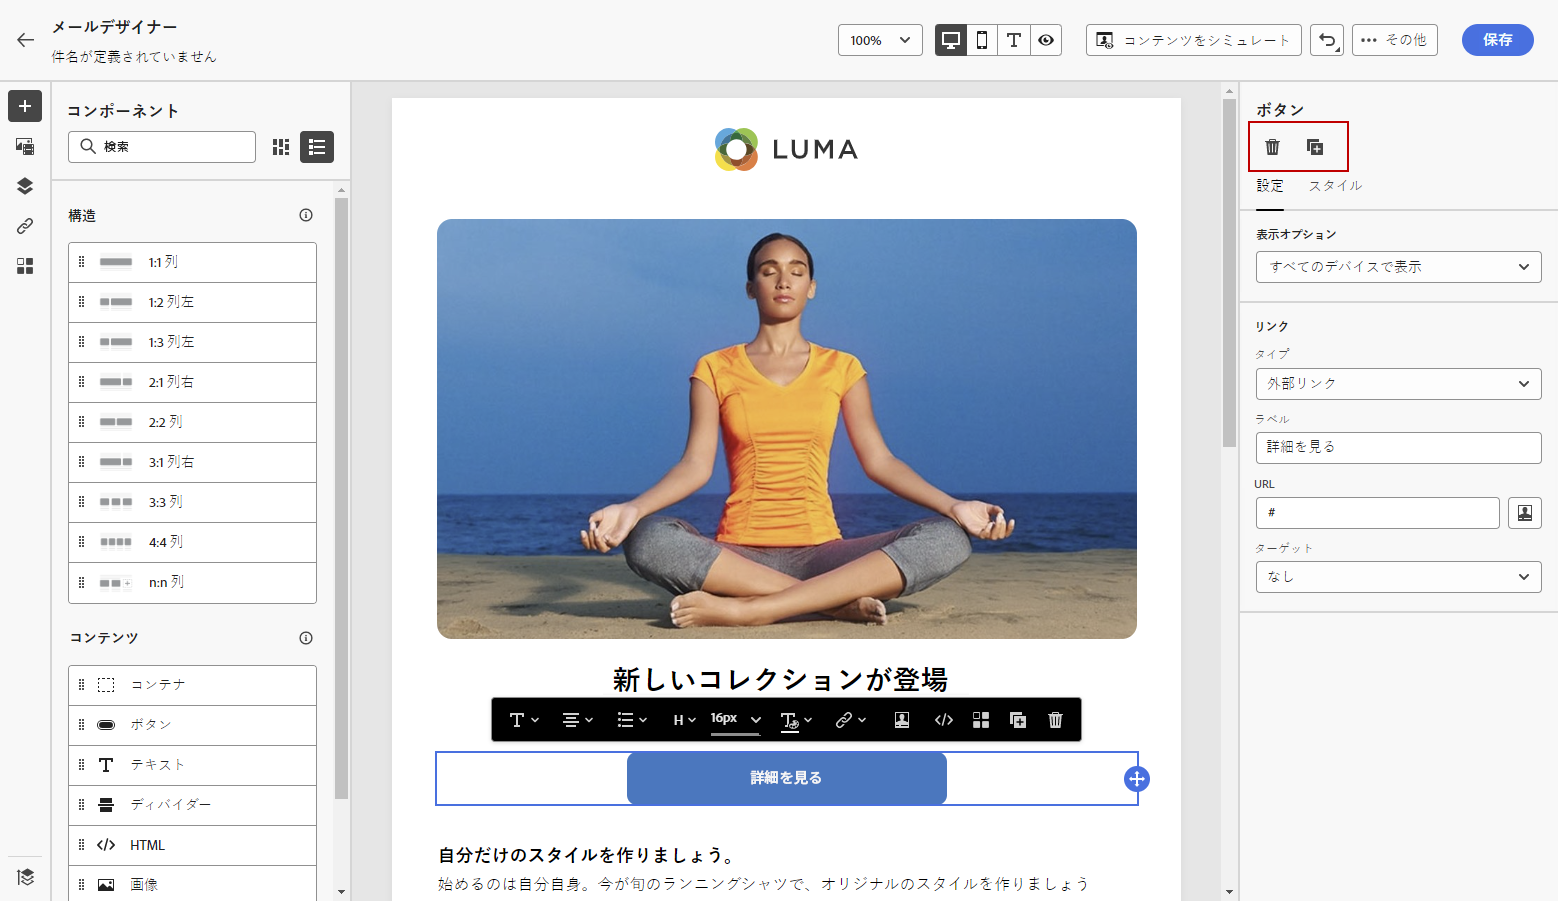 メールデザイナー
件名が定義されていません
100%
コンテンツをシミュレート
その他
保存
コンポーネント
検索
構造
1:1 列
1:2 列左
1:3 列左
2:1 列右
2:2 列
3:1 列右
3:3 列
4:4 列
n:n 列
コンテンツ
コンテナ
ボタン
テキスト
ディバイダー
HTML
画像
LUMA
新しいコレクションが登場
H
16px
詳細を見る
自分だけのスタイルを作りましょう。
始めるのは自分自身。今が旬のランニングシャツで、オリジナルのスタイルを作りましょう
ボタン
設定
スタイル
表示オプション
すべてのデバイスで表示
リンク
タイプ
外部リンク
ラベル
詳細を見る
URL
#
ターゲット
なし